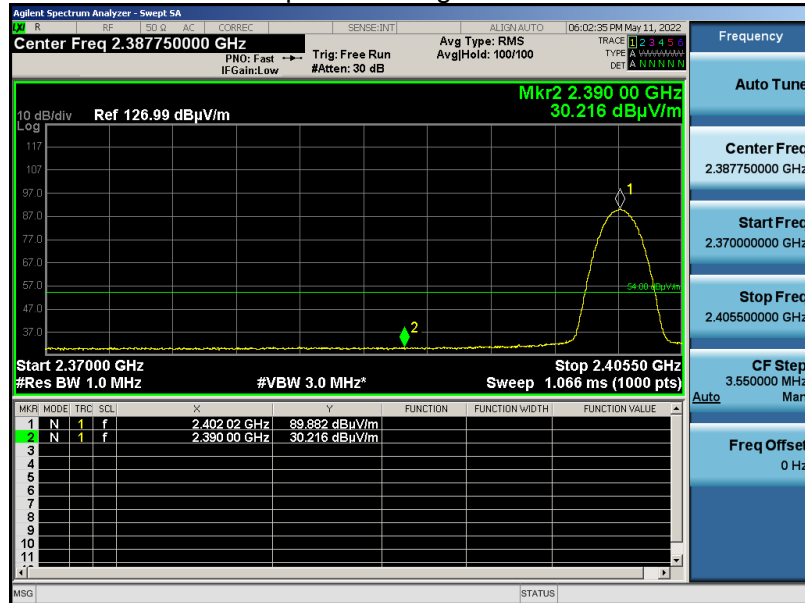 Agilent Spectrum Analyzer - Swept SA
LXI R RF 50 Ω AC CORREC SENSE:INT ALIGN AUTO 06:02:35 PM May 11, 2022
Center Freq 2.387750000 GHz
PNO: Fast
IFGain:Low
Trig: Free Run
#Atten: 30 dB
Avg Type: RMS
Avg|Hold: 100/100
TRACE 1 2 3 4 5 6
TYPE A WWWWW
DET A N N N N N
Mkr2 2.390 00 GHz
30.216 dBµV/m
10 dB/div Ref 126.99 dBµV/m
Log
117
107
97.0
87.0
77.0
67.0
57.0
47.0
37.0
1
2
54.00 dBµV/m
Start 2.37000 GHz Stop 2.40550 GHz
#Res BW 1.0 MHz #VBW 3.0 MHz* Sweep 1.066 ms (1000 pts)
MKR MODE TRC SCL X Y FUNCTION FUNCTION WIDTH FUNCTION VALUE
1 N 1 f 2.402 02 GHz 89.882 dBµV/m
2 N 1 f 2.390 00 GHz 30.216 dBµV/m
3
4
5
6
7
8
9
10
11
MSG STATUS
Frequency
Auto Tune
Center Freq
2.387750000 GHz
Start Freq
2.370000000 GHz
Stop Freq
2.405500000 GHz
CF Step
3.550000 MHz
Auto Man
Freq Offset
0 Hz